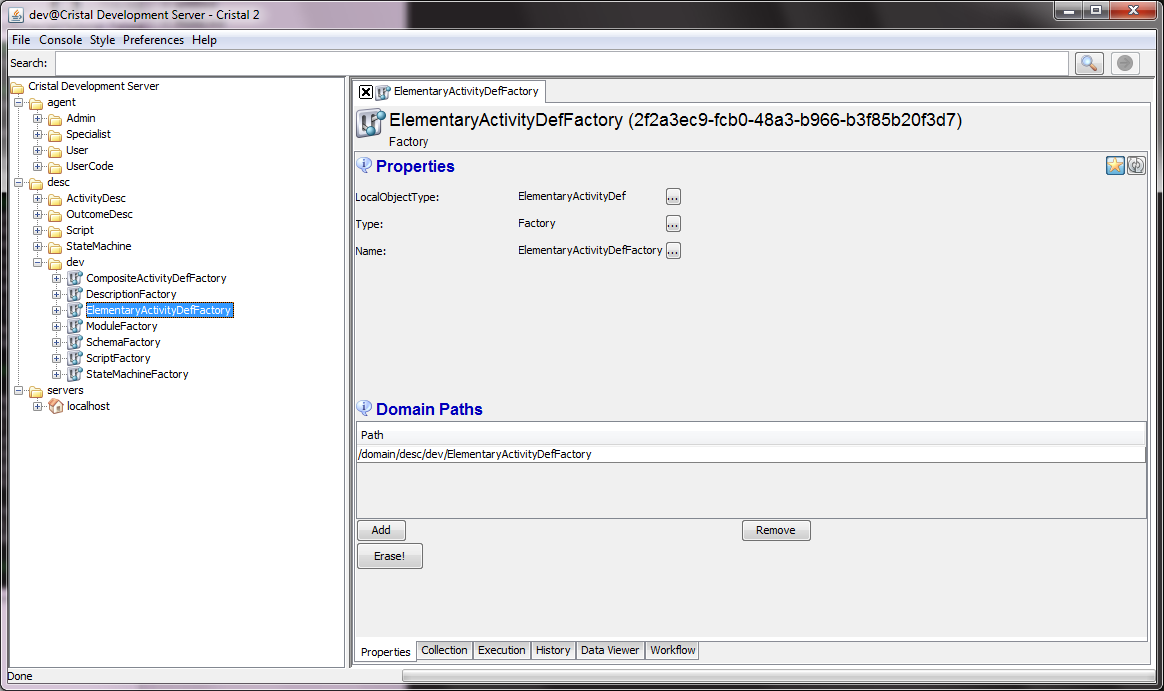 dev@Cristal Development Server - Cristal 2
File Console Style Preferences Help
Search:
Cristal Development Server
agent
Admin
Specialist
User
UserCode
desc
ActivityDesc
OutcomeDesc
Script
StateMachine
dev
CompositeActivityDefFactory
DescriptionFactory
ElementaryActivityDefFactory
ModuleFactory
SchemaFactory
ScriptFactory
StateMachineFactory
servers
localhost
ElementaryActivityDefFactory
ElementaryActivityDefFactory (2f2a3ec9-fcb0-48a3-b966-b3f85b20f3d7)
Factory
Properties
LocalObjectType: ElementaryActivityDef ...
Type: Factory ...
Name: ElementaryActivityDefFactory ...
Domain Paths
Path
/domain/desc/dev/ElementaryActivityDefFactory
Add Remove
Erase!
Properties Collection Execution History Data Viewer Workflow
Done